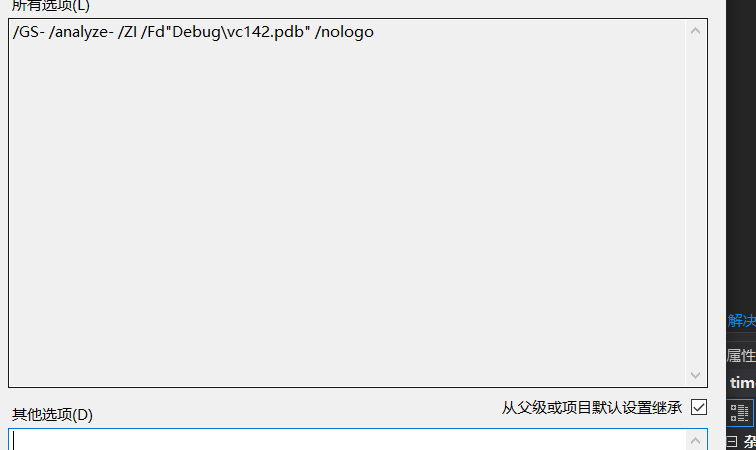 所有选项(L)
/GS- /analyze- /ZI /Fd"Debug\vc142.pdb" /nologo
从父级或项目默认设置继承
其他选项(D)
解决
属性
tim
杂